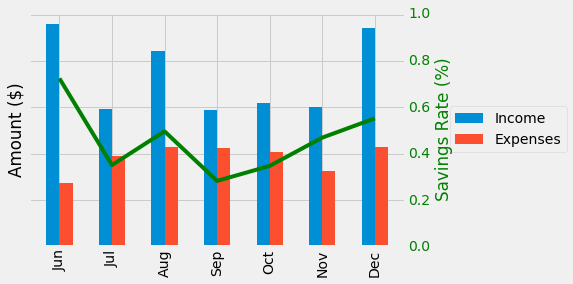 Amount ($)
1.0
0.8
0.6
0.4
0.2
0.0
Savings Rate (%)
Income
Expenses
Jun
Jul
Aug
Sep
Oct
Nov
Dec